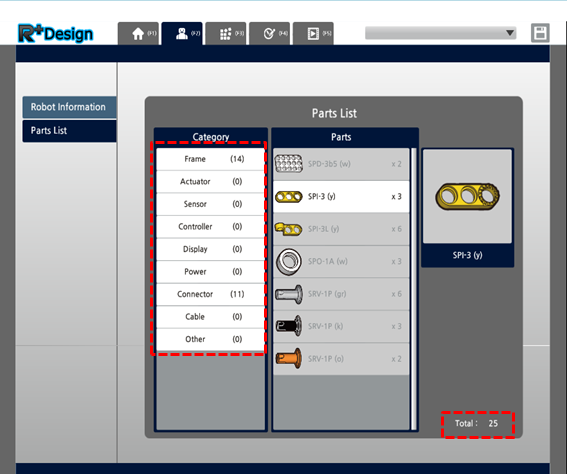 R+Design
(F1)
(F2)
(F3)
(F4)
(F5)
Robot Information
Parts List
Parts List
Category
Parts
Frame (14)
Actuator (0)
Sensor (0)
Controller (0)
Display (0)
Power (0)
Connector (11)
Cable (0)
Other (0)
SPD-3b5 (w) x 2
SPI-3 (y) x 3
SPI-3L (y) x 6
SPO-1A (w) x 3
SRV-1P (gr) x 6
SRV-1P (k) x 3
SRV-1P (o) x 2
SPI-3 (y)
Total : 25